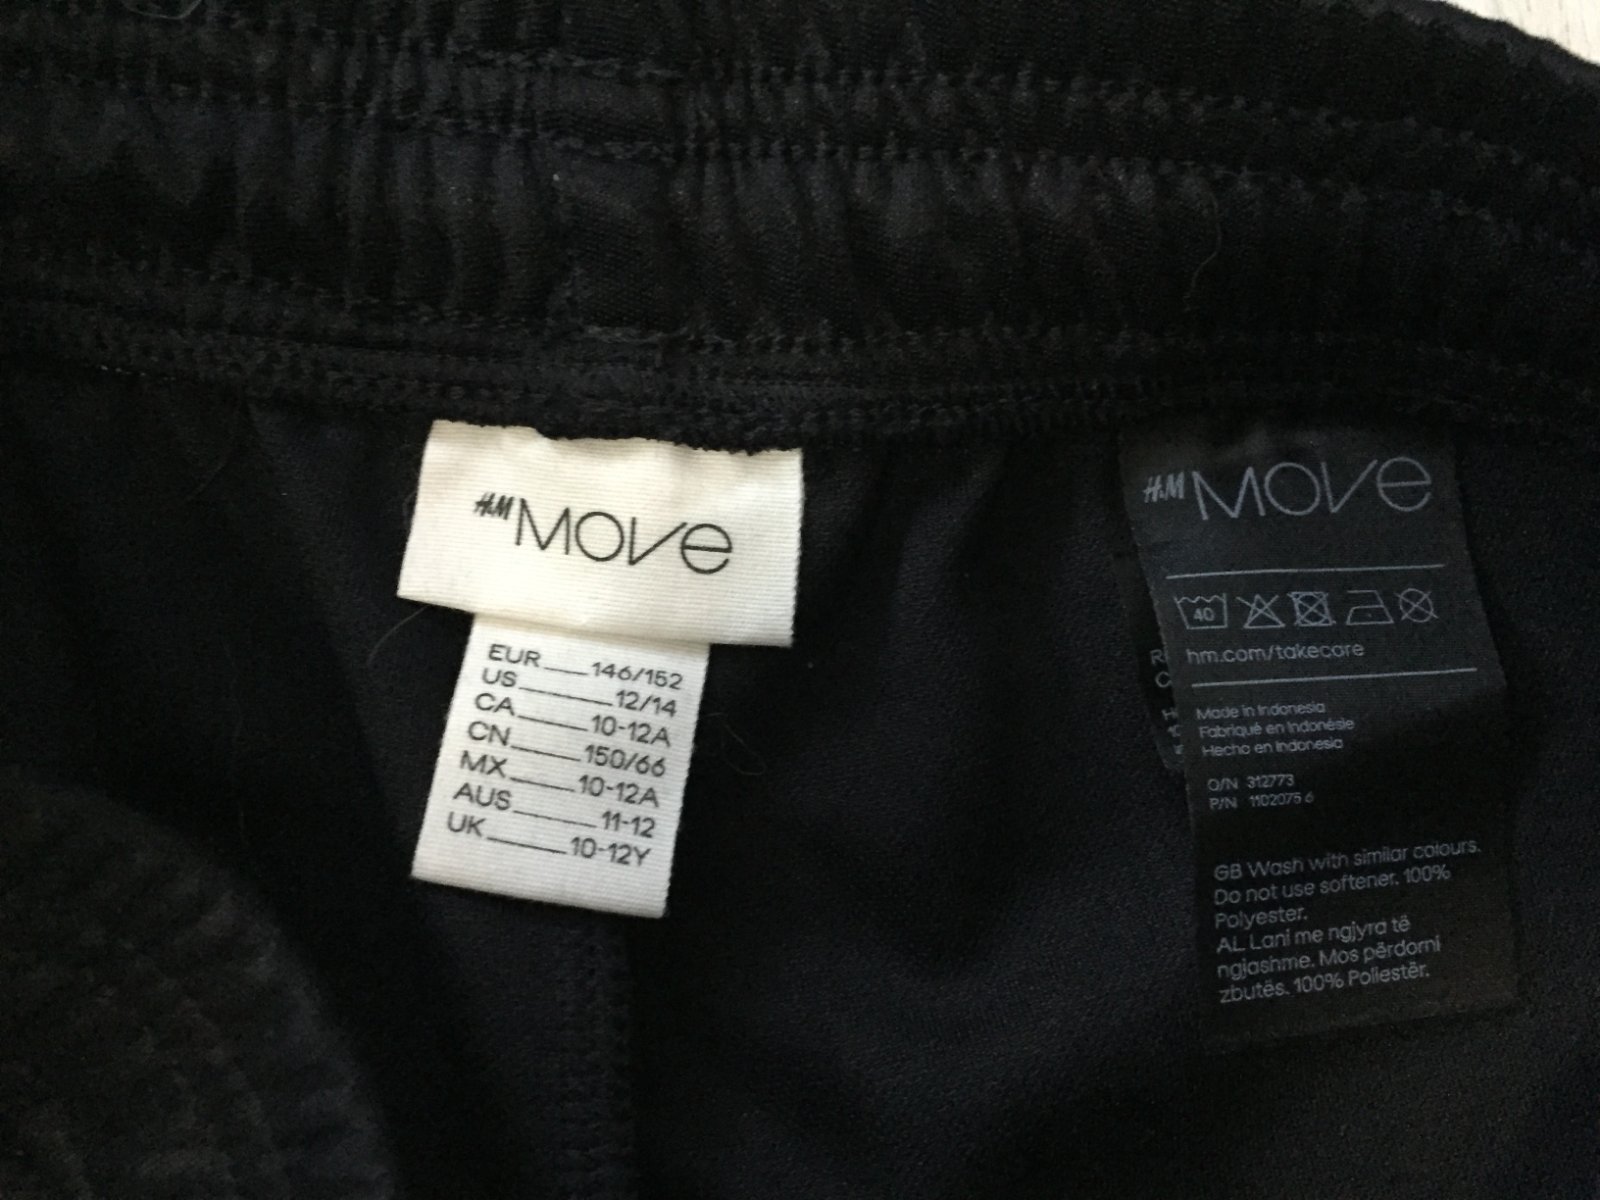 H&M MOVE
EUR 146/152
US 12/14
CA 10-12A
CN 150/66
MX 10-12A
AUS 11-12
UK 10-12Y
H&M MOVE
40
hm.com/takecare
Made in Indonesia
Fabriqué en Indonésie
Hecho en Indonesia
O/N 312773
P/N 1102075 6
GB Wash with similar colours.
Do not use softener. 100%
Polyester.
AL Lani me ngjyra të
ngjashme. Mos përdorni
zbutës. 100% Poliestër.